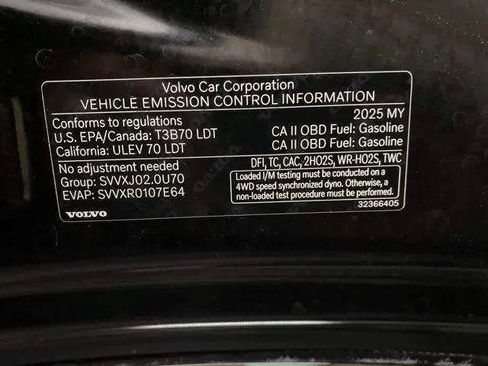 Volvo Car Corporation
VEHICLE EMISSION CONTROL INFORMATION
Conforms to regulations 2025 MY
U.S. EPA/Canada: T3B70 LDT CA II OBD Fuel: Gasoline
California: ULEV 70 LDT CA II OBD Fuel: Gasoline
No adjustment needed DFI, TC, CAC, 2HO2S, WR-HO2S, TWC
Group: SVVXJ02.0U70
EVAP: SVVXR0107E64
Loaded I/M testing must be conducted on a
4WD speed synchronized dyno. Otherwise, a
non-loaded test procedure must be performed.
VOLVO 32366405